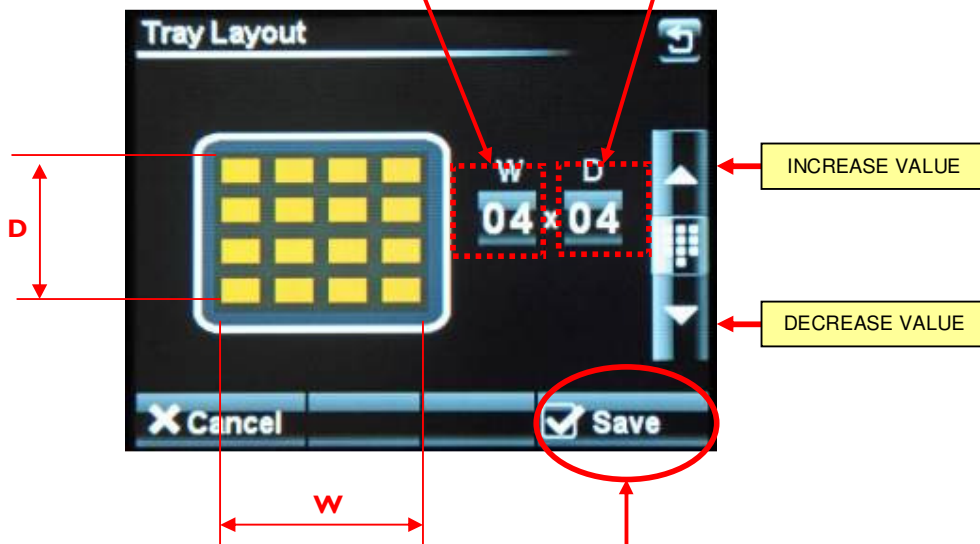 Tray Layout
W D
04 x 04
INCREASE VALUE
D
DECREASE VALUE
Cancel
Save
W